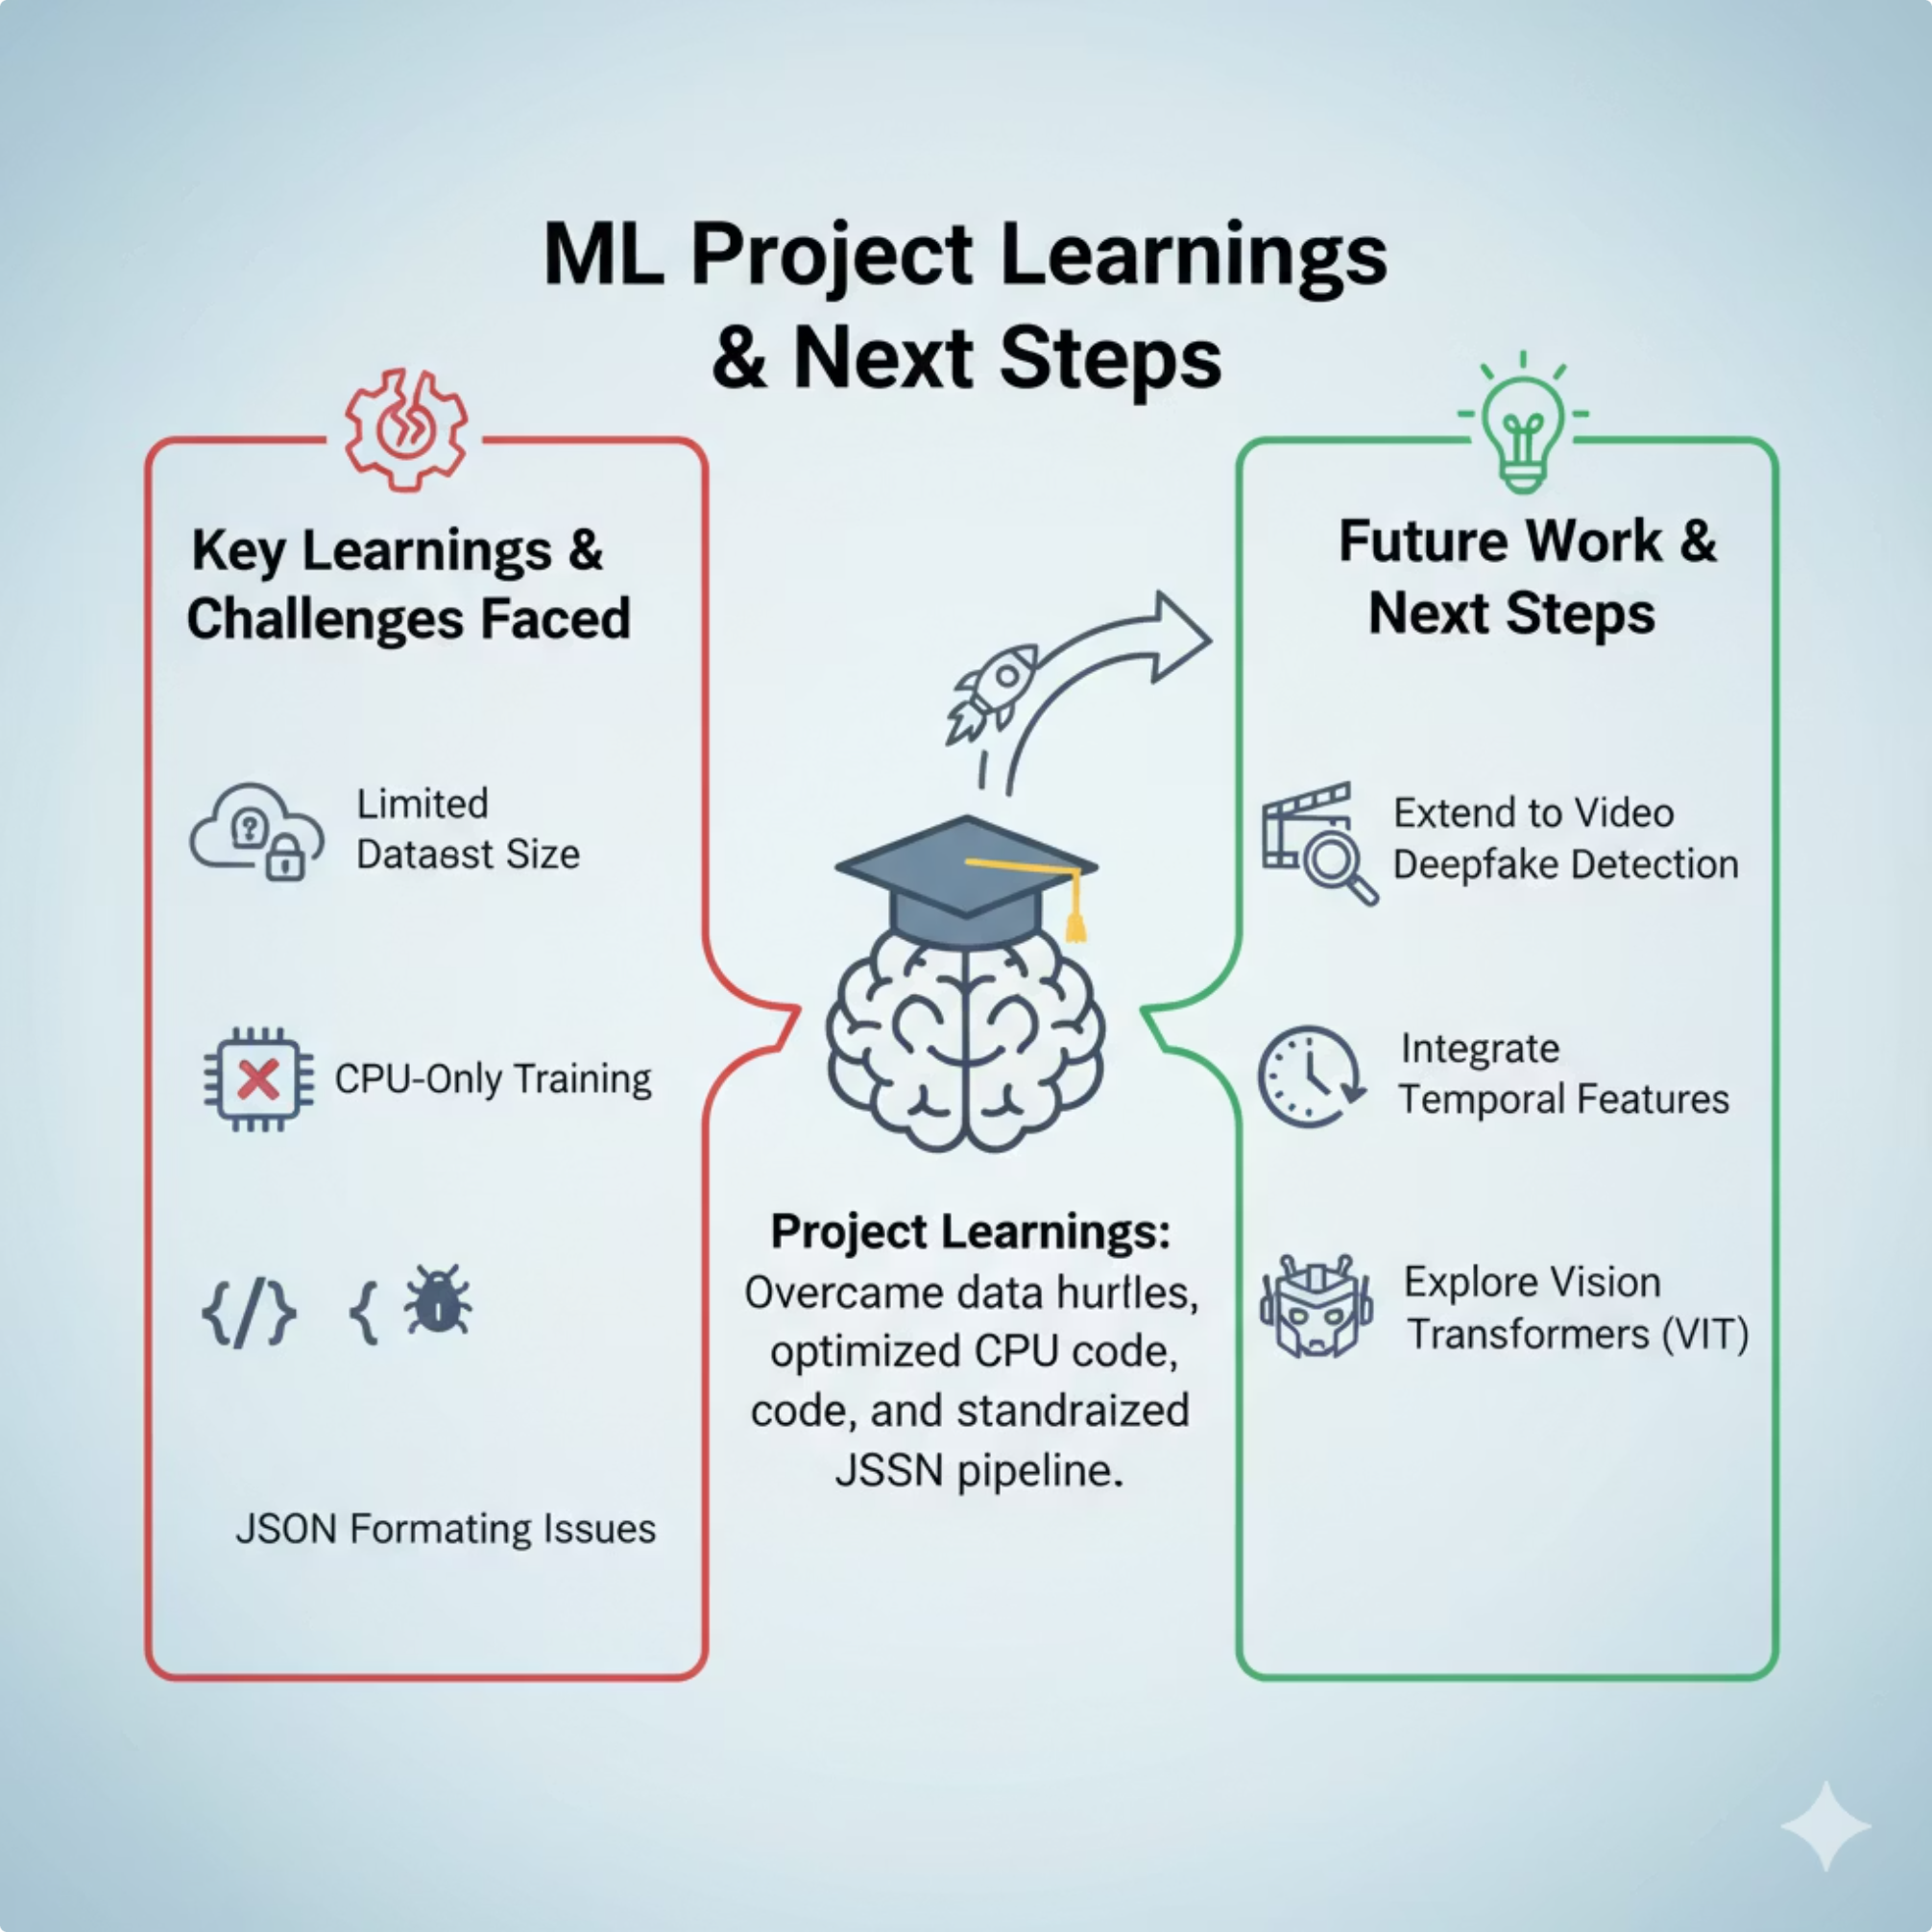 ML Project Learnings
& Next Steps
Key Learnings &
Challenges Faced
Limited
Datasst Size
CPU-Only Training
{/} {
JSON Formating Issues
Project Learnings:
Overcame data hurtles,
optimized CPU code,
code, and standraized
JSSN pipeline.
Future Work &
Next Steps
Extend to Video
Deepfake Detection
Integrate
Temporal Features
Explore Vision
Transformers (VIT)